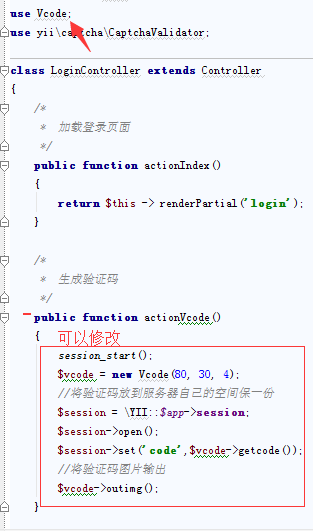 use Vcode;
use yii\captcha\CaptchaValidator;
class LoginController extends Controller
{
/*
* 加载登录页面
*/
public function actionIndex()
{
return $this -> renderPartial('login');
}
/*
* 生成验证码
*/
public function actionVcode()
{ 可以修改
session_start();
$vcode = new Vcode(80, 30, 4);
//将验证码放到服务器自己的空间保一份
$session = \YII::$app->session;
$session->open();
$session->set('code',$vcode->getcode());
//将验证码图片输出
$vcode->outimg();
}